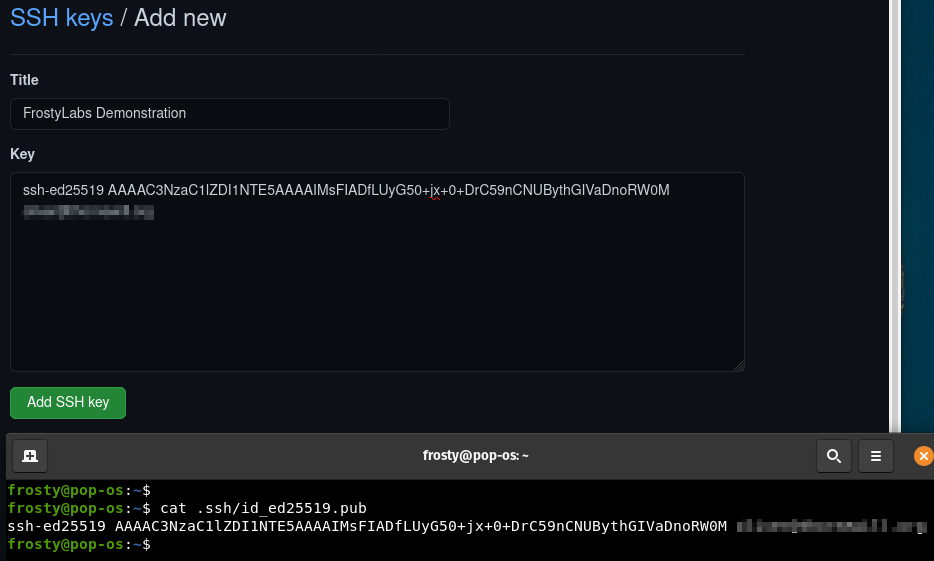 SSH keys / Add new
Title
FrostyLabs Demonstration
Key
ssh-ed25519 AAAAC3NzaC1lZDI1NTE5AAAAIMsFIADfLUyG50+jx+0+DrC59nCNUBythGIVaDnoRW0M
Add SSH key
frosty@pop-os: ~
frosty@pop-os:~$
frosty@pop-os:~$ cat .ssh/id_ed25519.pub
ssh-ed25519 AAAAC3NzaC1lZDI1NTE5AAAAIMsFIADfLUyG50+jx+0+DrC59nCNUBythGIVaDnoRW0M
frosty@pop-os:~$